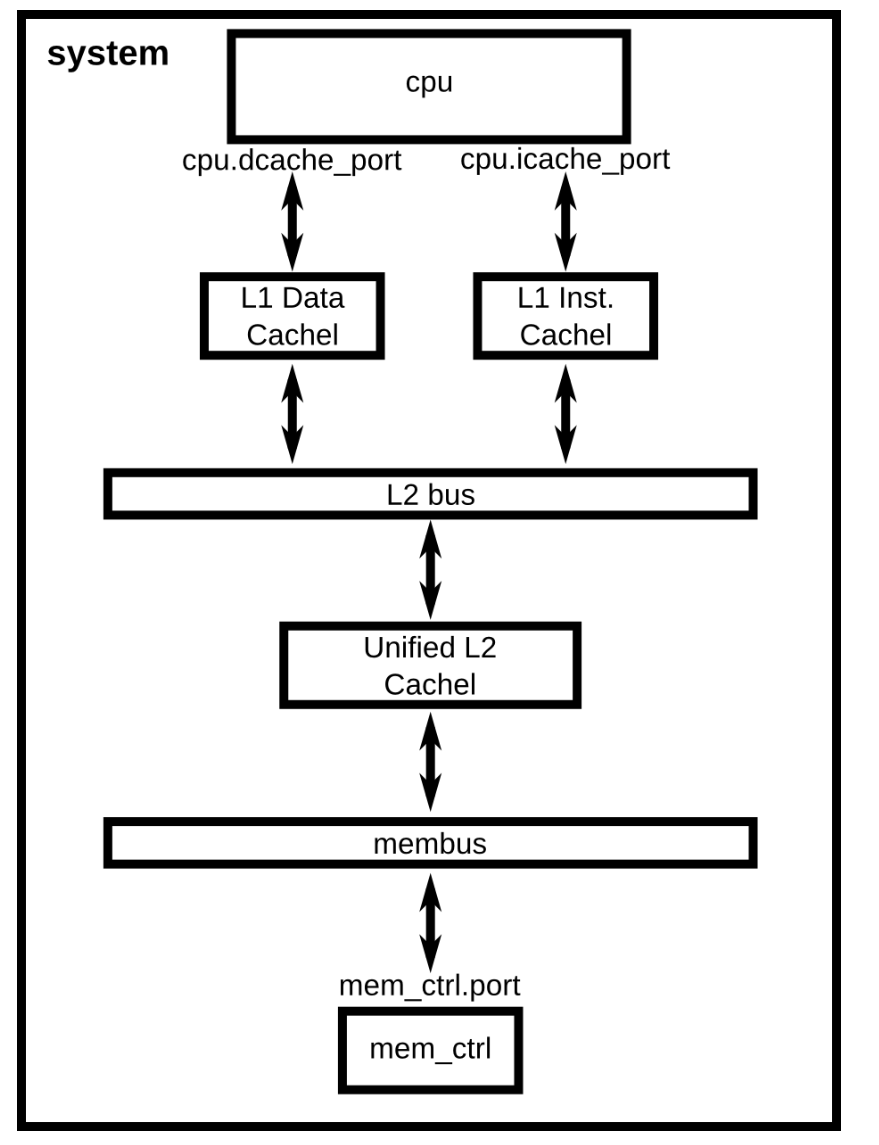 system
cpu
cpu.dcache_port
cpu.icache_port
L1 Data
Cachel
L1 Inst.
Cachel
L2 bus
Unified L2
Cachel
membus
mem_ctrl.port
mem_ctrl